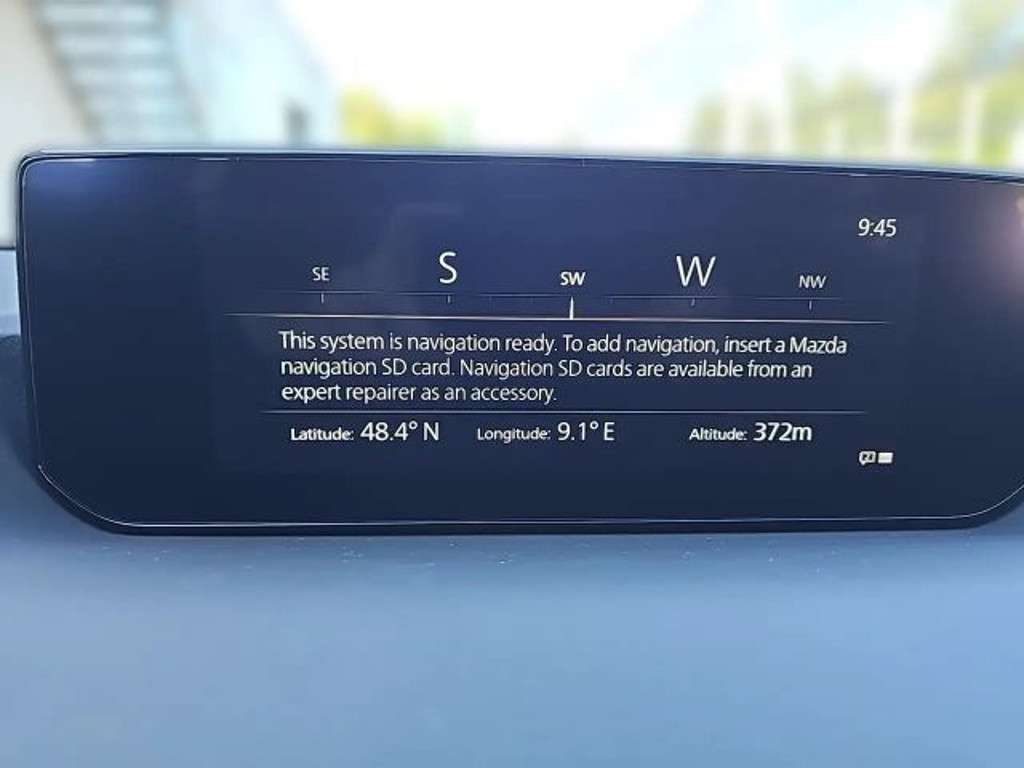 9:45
SE S SW W NW
This system is navigation ready. To add navigation, insert a Mazda
navigation SD card. Navigation SD cards are available from an
expert repairer as an accessory.
Latitude: 48.4° N Longitude: 9.1° E Altitude: 372m